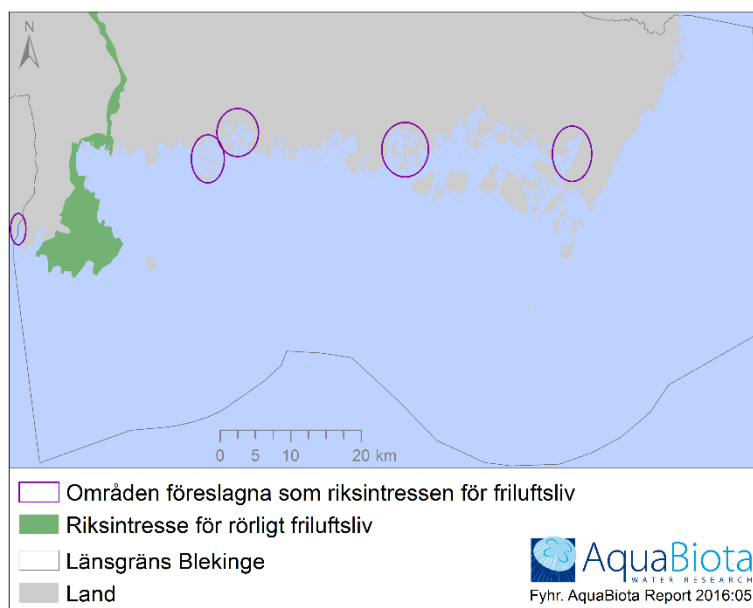 N
0 5 10 20 km
Områden föreslagna som riksintressen för friluftsliv
Riksintresse för rörligt friluftsliv
Länsgräns Blekinge
Land
AquaBiota
WATER RESEARCH
Fyhr. AquaBiota Report 2016:05